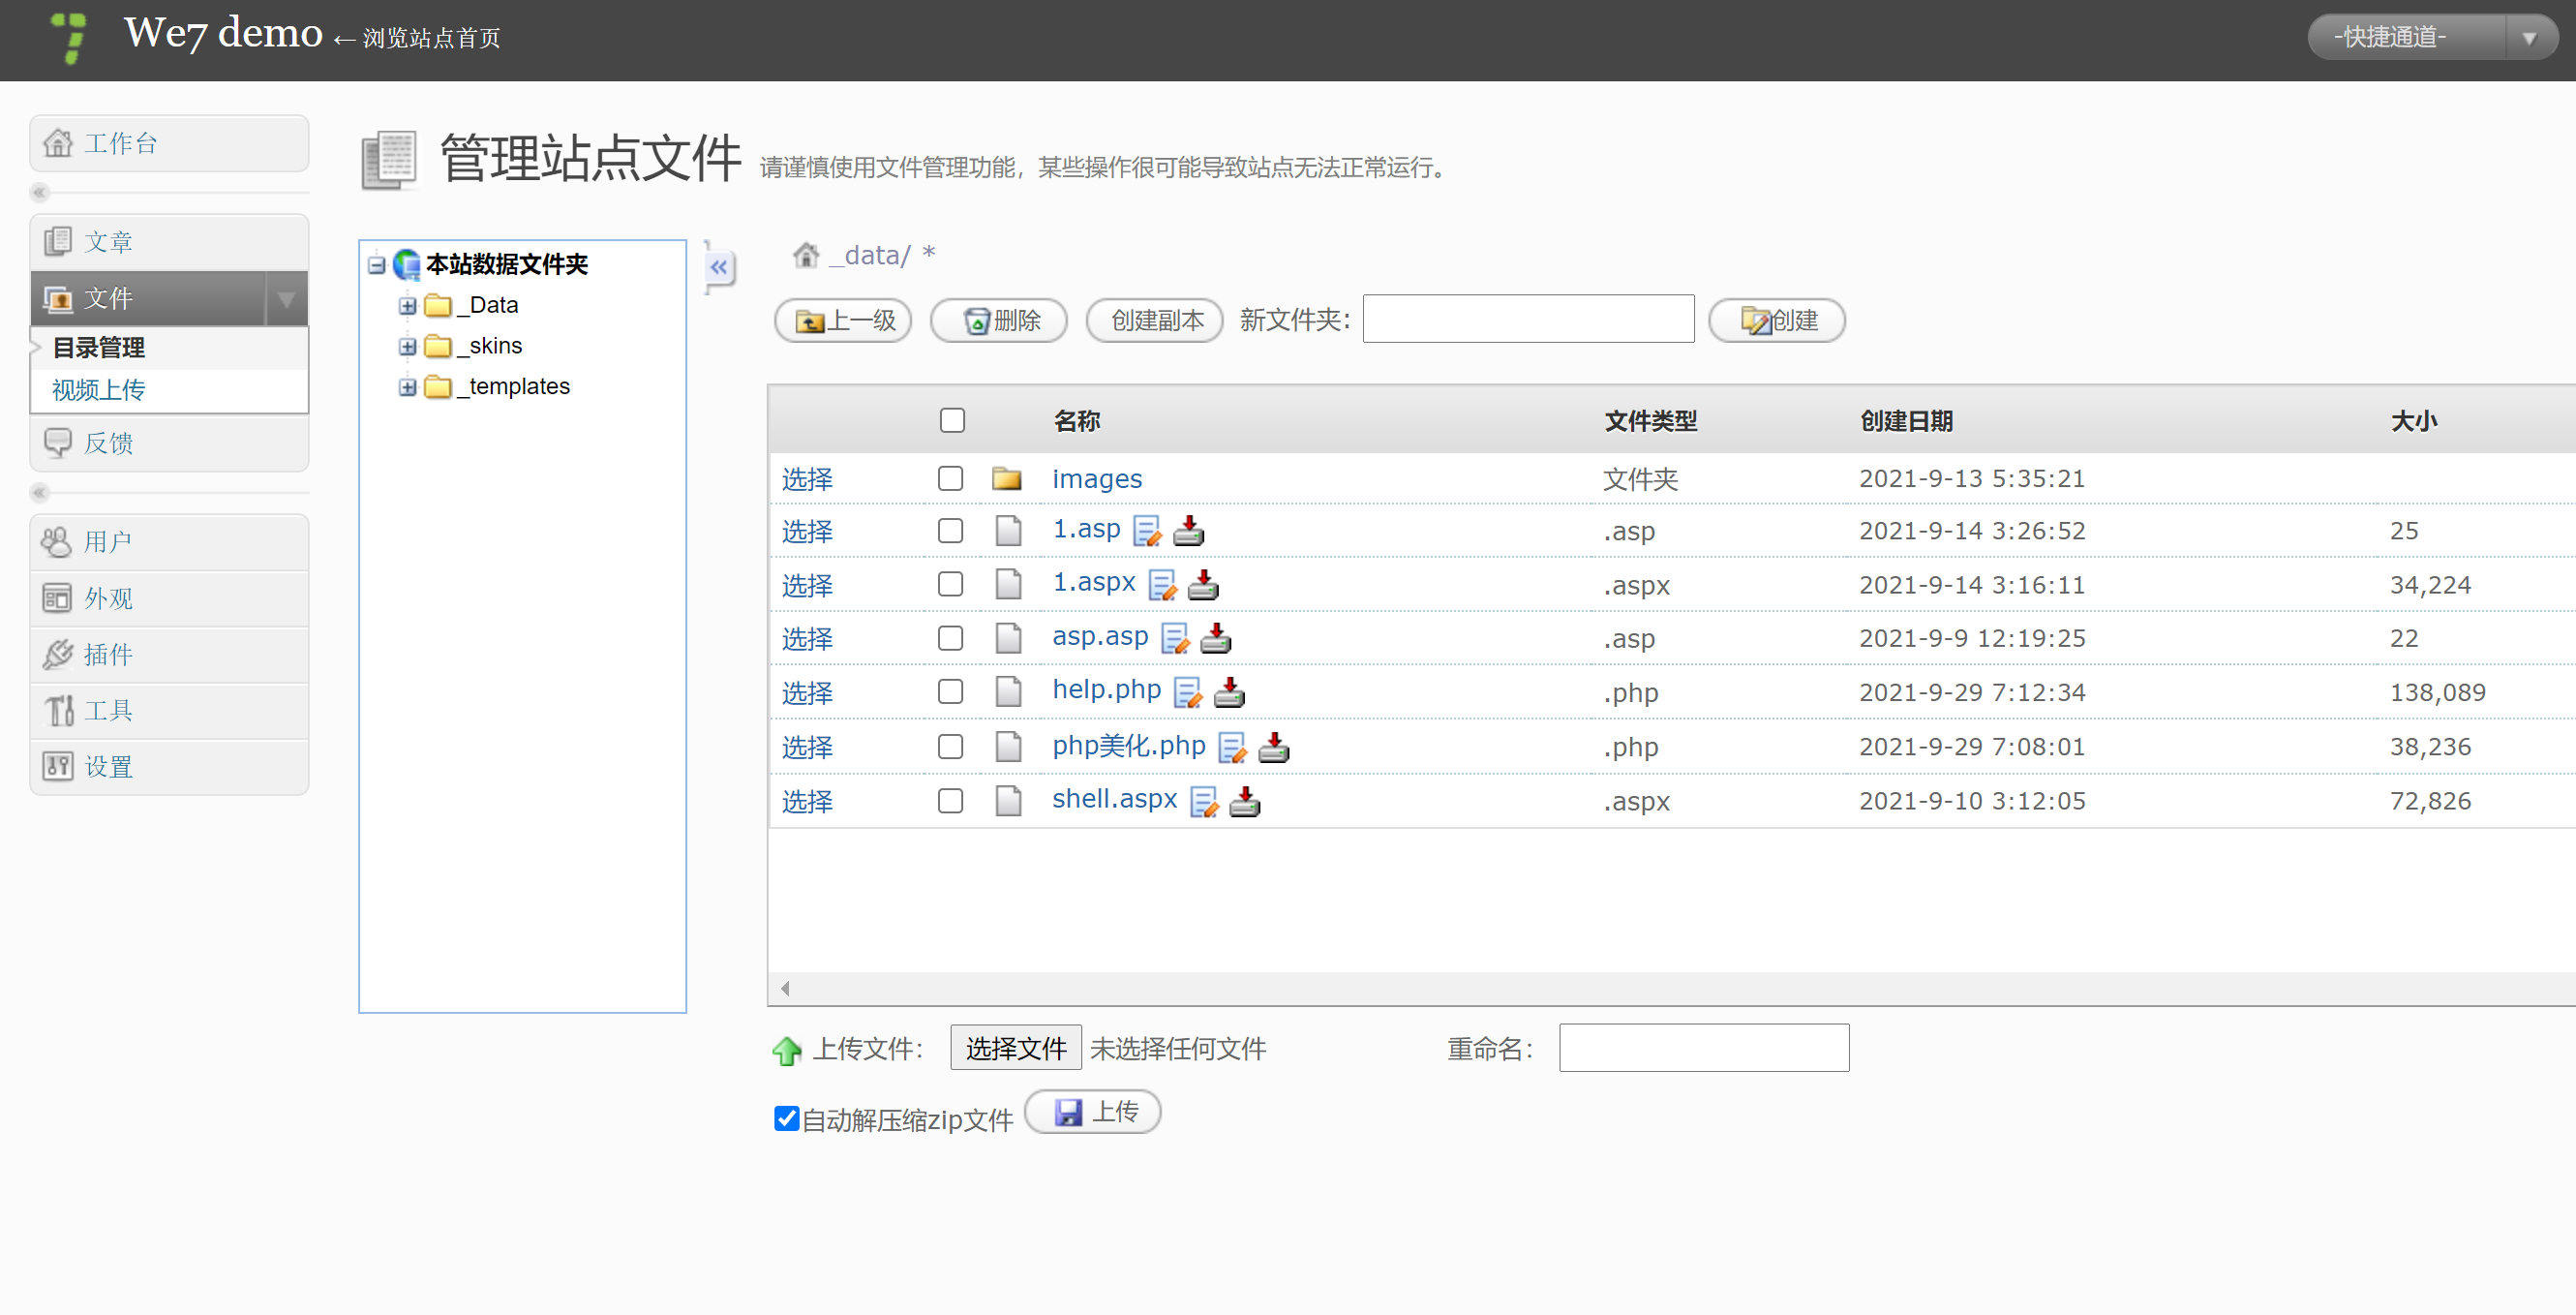 We7 demo ←浏览站点首页
-快捷通道-
工作台
文章
文件
目录管理
视频上传
反馈
用户
外观
插件
工具
设置
管理站点文件 请谨慎使用文件管理功能，某些操作很可能导致站点无法正常运行。
本站数据文件夹
_Data
_skins
_templates
_data/ *
上一级 删除 创建副本 新文件夹: 创建
名称 文件类型 创建日期 大小
选择 images 文件夹 2021-9-13 5:35:21
选择 1.asp .asp 2021-9-14 3:26:52 25
选择 1.aspx .aspx 2021-9-14 3:16:11 34,224
选择 asp.asp .asp 2021-9-9 12:19:25 22
选择 help.php .php 2021-9-29 7:12:34 138,089
选择 php美化.php .php 2021-9-29 7:08:01 38,236
选择 shell.aspx .aspx 2021-9-10 3:12:05 72,826
上传文件: 选择文件 未选择任何文件 重命名:
自动解压缩zip文件 上传